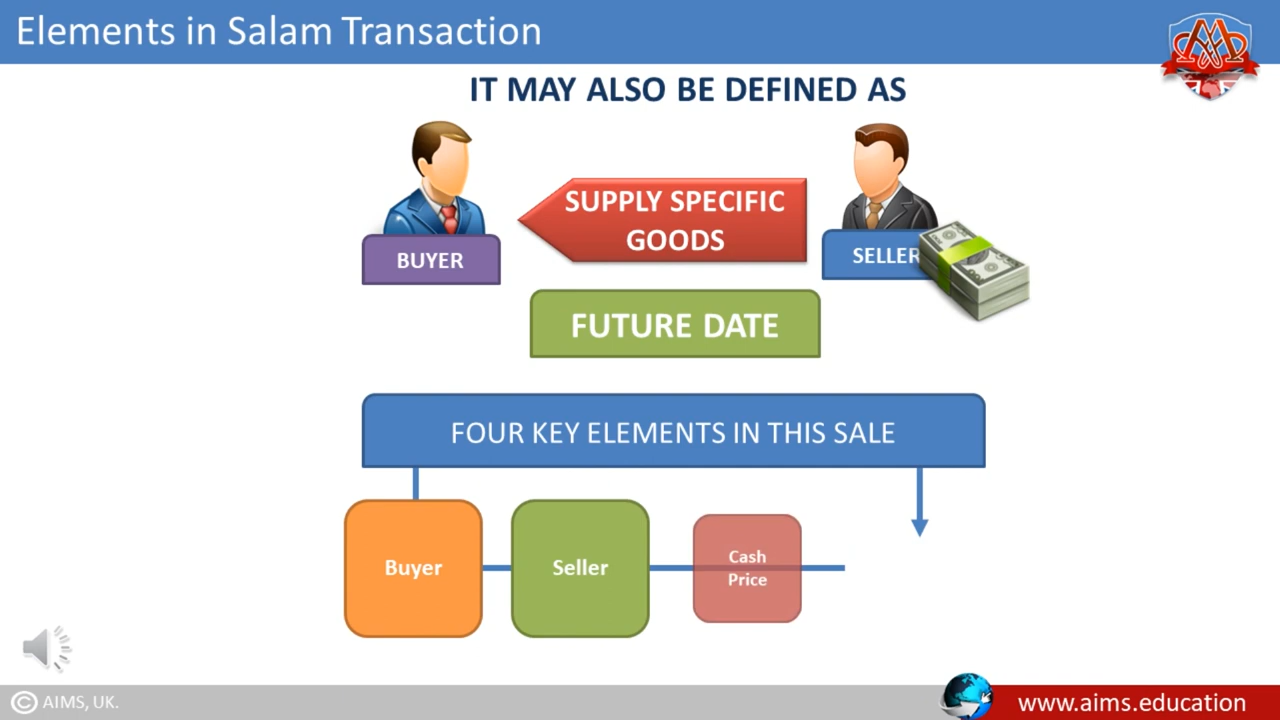 Elements in Salam Transaction
IT MAY ALSO BE DEFINED AS
SUPPLY SPECIFIC
GOODS
BUYER
SELLER
FUTURE DATE
FOUR KEY ELEMENTS IN THIS SALE
Buyer
Seller
Cash
Price
© AIMS, UK.
www.aims.education